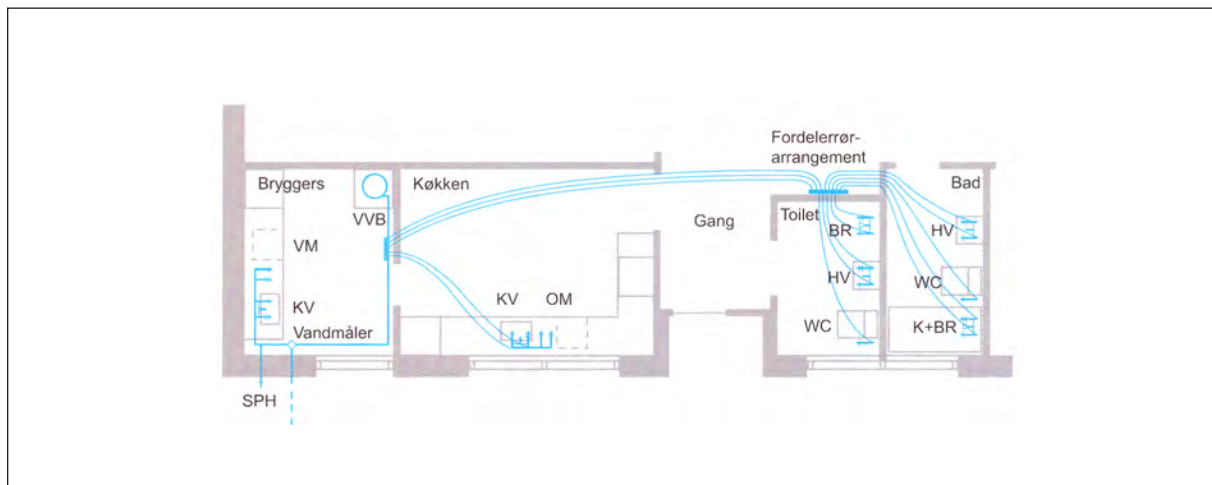 Fordelerrør-
arrangement
Bryggers
Køkken
Bad
VVB
Gang
Toilet
BR
HV
VM
HV
WC
KV
KV
OM
WC
K+BR
Vandmåler
SPH